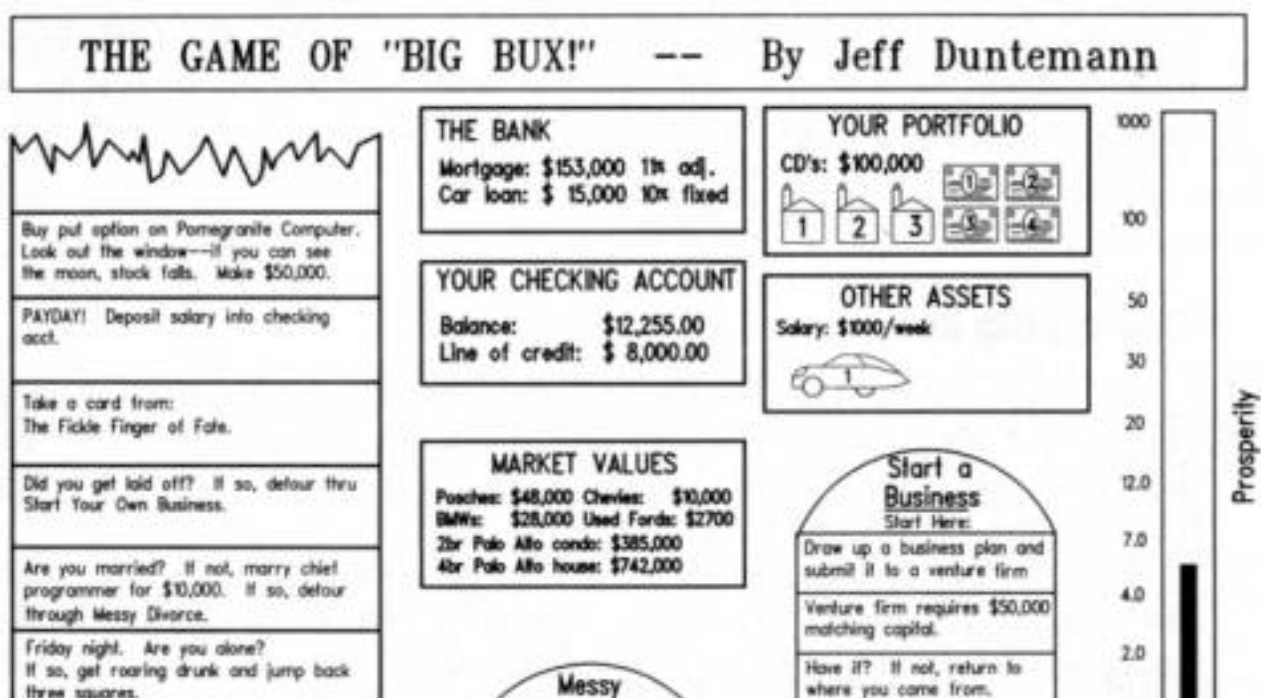 THE GAME OF "BIG BUX!" -- By Jeff Duntemann
Buy put option on Pomegranite Computer.
Look out the window--if you can see
the moon, stock falls. Make $50,000.
PAYDAY! Deposit salary into checking
acct.
Take a card from:
The Fickle Finger of Fate.
Did you get laid off? If so, detour thru
Start Your Own Business.
Are you married? If not, marry chief
programmer for $10,000. If so, detour
through Messy Divorce.
Friday night. Are you alone?
If so, get roaring drunk and jump back
three squares.
THE BANK
Mortgage: $153,000 11% adj.
Car loan: $ 15,000 10% fixed
YOUR CHECKING ACCOUNT
Balance: $12,255.00
Line of credit: $ 8,000.00
MARKET VALUES
Porsches: $48,000 Chevies: $10,000
BMWs: $28,000 Used Fords: $2700
2br Palo Alto condo: $385,000
4br Palo Alto house: $742,000
Messy
YOUR PORTFOLIO
CD's: $100,000
1 2
1 2 3 3 4
OTHER ASSETS
Salary: $1000/week
1
Start a
Business
Start Here:
Draw up a business plan and
submit it to a venture firm
Venture firm requires $50,000
matching capital.
Have it? If not, return to
where you came from.
1000
100
50
30
20
12.0
7.0
4.0
2.0
Prosperity